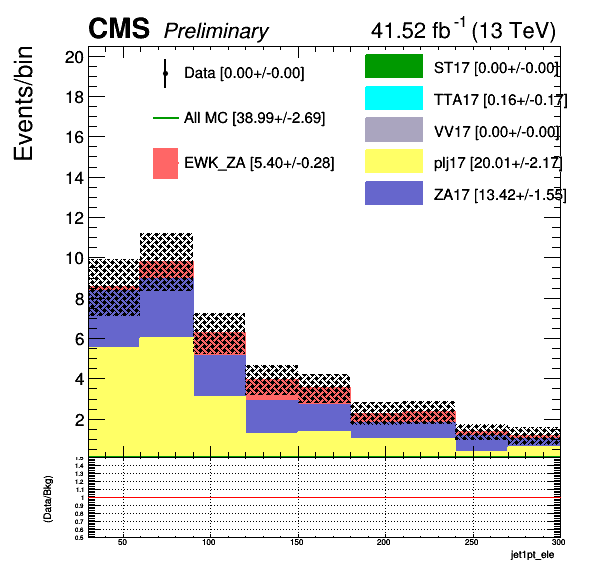 CMS Preliminary 41.52 fb-1 (13 TeV)
Events/bin
20
18
16
14
12
10
8
6
4
2
Data [0.00+/-0.00]
All MC [38.99+/-2.69]
EWK_ZA [5.40+/-0.28]
ST17 [0.00+/-0.00]
TTA17 [0.16+/-0.17]
VV17 [0.00+/-0.00]
plj17 [20.01+/-2.17]
ZA17 [13.42+/-1.55]
(Data/Bkg)
1.5
1.4
1.3
1.2
1.1
1
0.9
0.8
0.7
0.6
0.5
50 100 150 200 250 300
jet1pt_ele